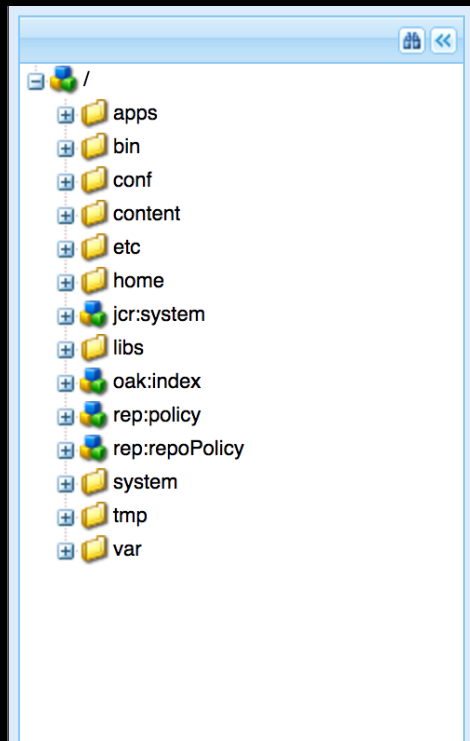 /
apps
bin
conf
content
etc
home
jcr:system
libs
oak:index
rep:policy
rep:repoPolicy
system
tmp
var